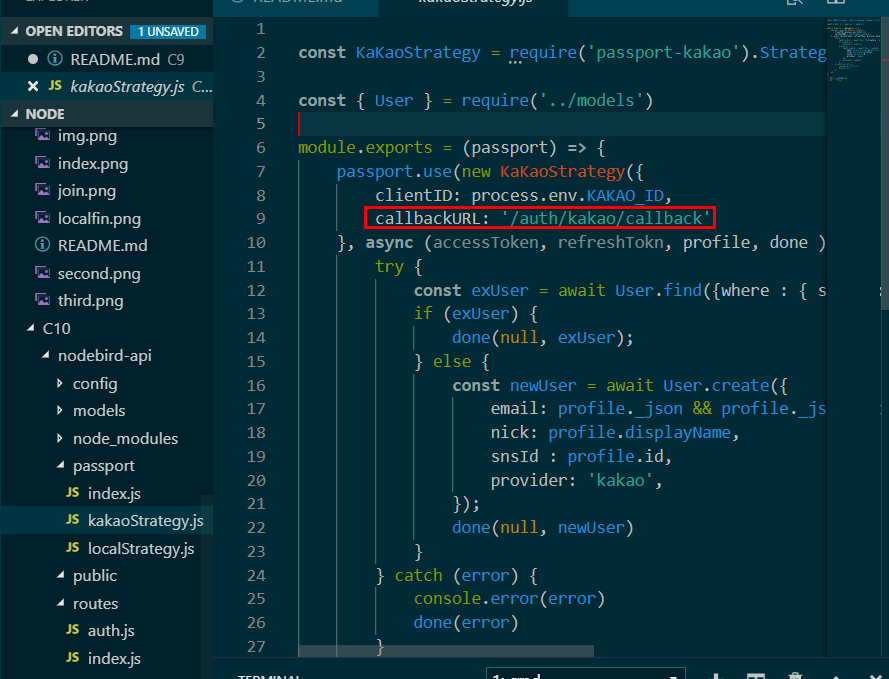 README.md
kakaoStrategy.js
OPEN EDITORS 1 UNSAVED
README.md C9
kakaoStrategy.js C...
NODE
img.png
index.png
join.png
localfin.png
README.md
second.png
third.png
C10
nodebird-api
config
models
node_modules
passport
index.js
kakaoStrategy.js
localStrategy.js
public
routes
auth.js
index.js
1
2 const KaKaoStrategy = require('passport-kakao').Strateg
3
4 const { User } = require('../models')
5
6 module.exports = (passport) => {
7 passport.use(new KaKaoStrategy({
8 clientID: process.env.KAKAO_ID,
9 callbackURL: '/auth/kakao/callback'
10 }, async (accessToken, refreshTokn, profile, done )
11 try {
12 const exUser = await User.find({where : { s
13 if (exUser) {
14 done(null, exUser);
15 } else {
16 const newUser = await User.create({
17 email: profile._json && profile._js
18 nick: profile.displayName,
19 snsId : profile.id,
20 provider: 'kakao',
21 });
22 done(null, newUser)
23 }
24 } catch (error) {
25 console.error(error)
26 done(error)
27 }
TERMINAL
1: cmd